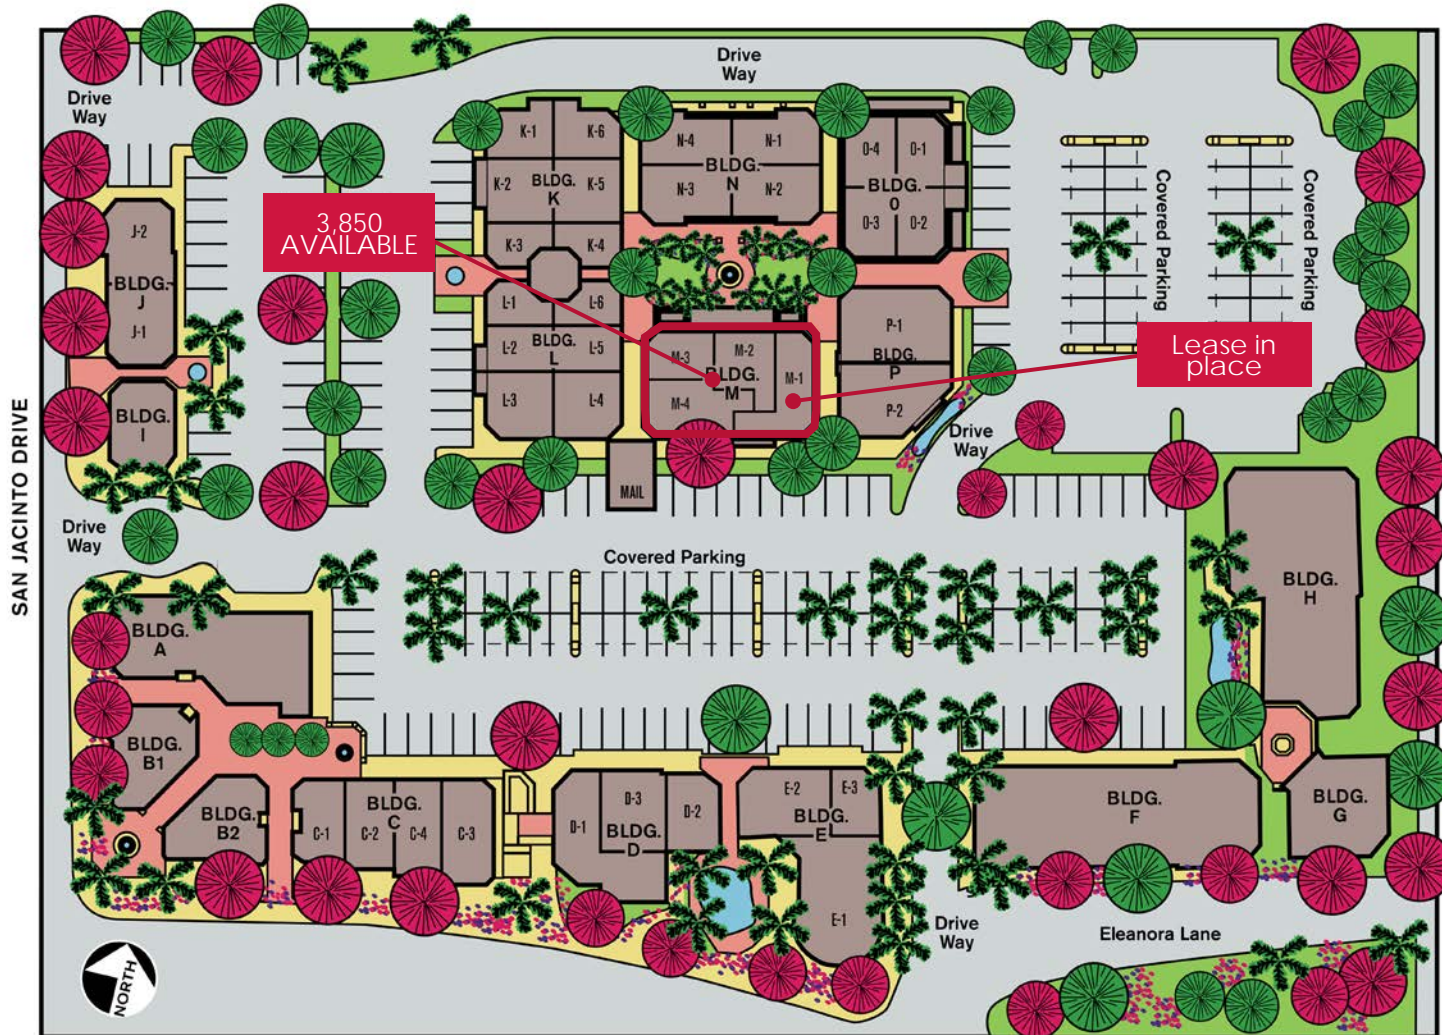 Drive
Way
Drive
Way
K-1
K-6
N-4
N-1
BLDG.
N
N-3
N-2
O-4
O-1
BLDG.
O
O-3
O-2
K-2
BLDG.
K
K-5
K-3
K-4
Covered Parking
Covered Parking
3,850
AVAILABLE
J-2
BLDG.
J
J-1
L-1
L-6
L-2
BLDG.
L
L-5
L-3
L-4
M-3
M-2
BLDG.
M
M-1
M-4
P-1
BLDG.
P
P-2
Lease in
place
BLDG.
I
SAN JACINTO DRIVE
Drive
Way
MAIL
Drive
Way
Covered Parking
BLDG.
H
BLDG.
A
BLDG.
B1
BLDG.
B2
BLDG.
C
C-1
C-2
C-4
C-3
D-3
D-1
BLDG.
D
D-2
E-2
E-3
BLDG.
E
E-1
BLDG.
F
BLDG.
G
Drive
Way
Eleanora Lane
NORTH